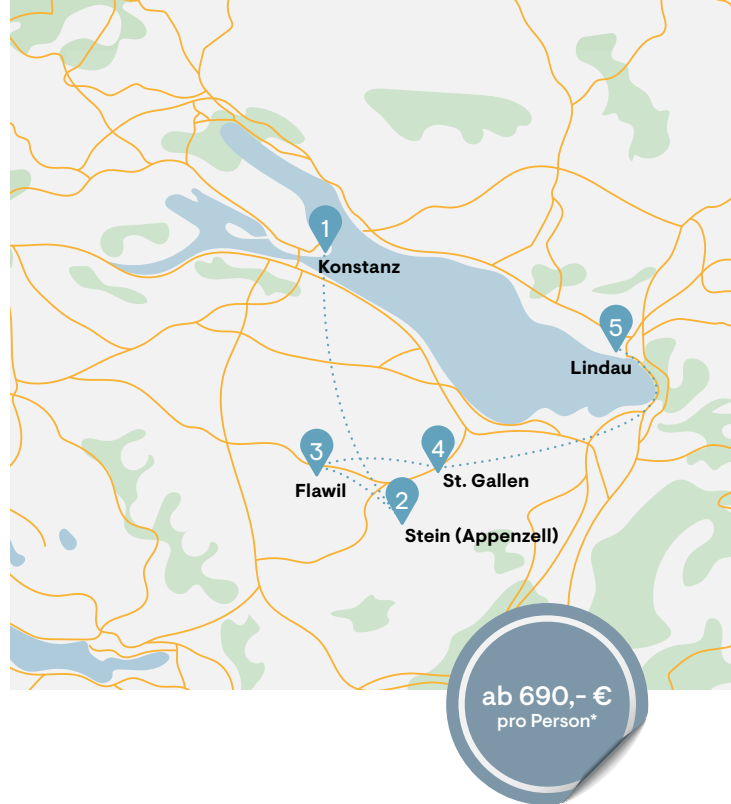 1
Konstanz
5
Lindau
3
Flawil
4
St. Gallen
2
Stein (Appenzell)
ab 690,- €
pro Person*